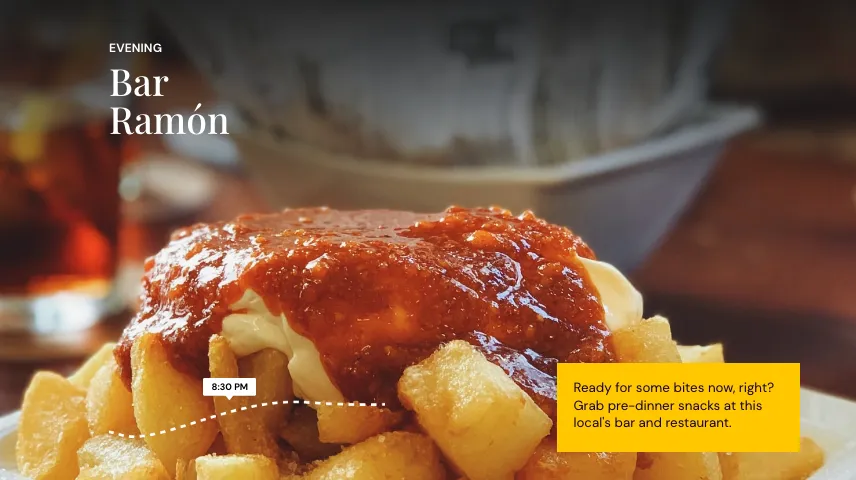 EVENING
Bar
Ramón
8:30 PM
Ready for some bites now, right?
Grab pre-dinner snacks at this
local's bar and restaurant.